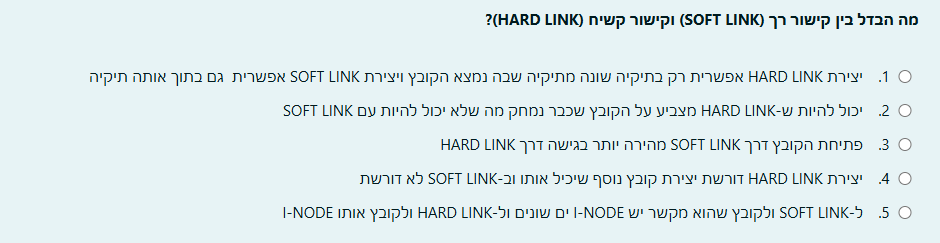 מה הבדל בין קישור רך (SOFT LINK) וקישור קשיח (HARD LINK)?
1. יצירת HARD LINK אפשרית רק בתיקיה שונה מתיקיה שבה נמצא הקובץ ויצירת SOFT LINK אפשרית גם בתוך אותה תיקיה
2. יכול להיות ש-HARD LINK מצביע על הקובץ שכבר נמחק מה שלא יכול להיות עם SOFT LINK
3. פתיחת הקובץ דרך SOFT LINK מהירה יותר בגישה דרך HARD LINK
4. יצירת HARD LINK דורשת יצירת קובץ נוסף שיכיל אותו וב-SOFT LINK לא דורשת
5. ל-SOFT LINK ולקובץ שהוא מקשר יש I-NODE ים שונים ול-HARD LINK ולקובץ אותו I-NODE